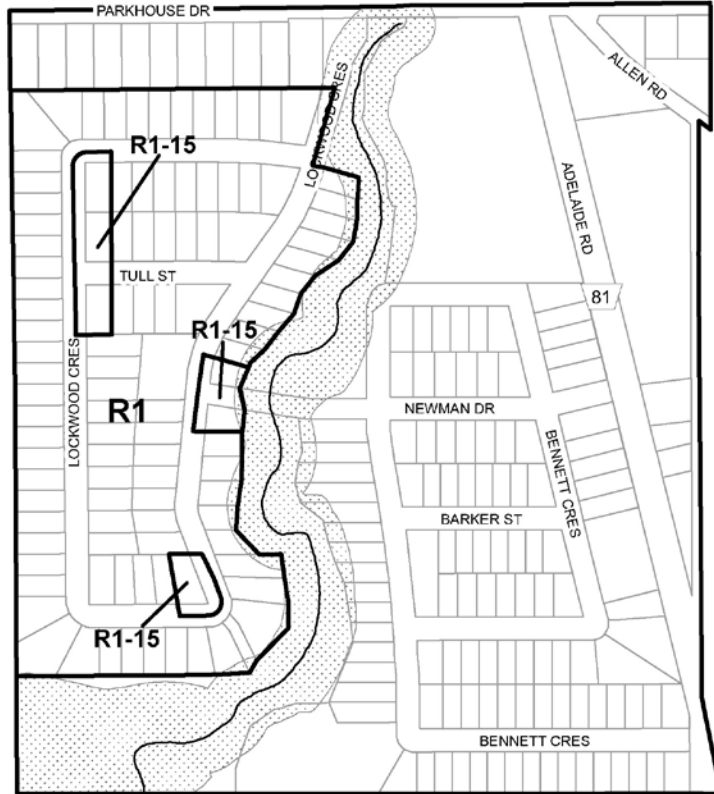 PARKHOUSE DR
ALLEN RD
LOCKWOOD CRES
R1-15
ADELAIDE RD
TULL ST
81
R1-15
LOCKWOOD CRES
R1
NEWMAN DR
BENNETT CRES
BARKER ST
R1-15
BENNETT CRES